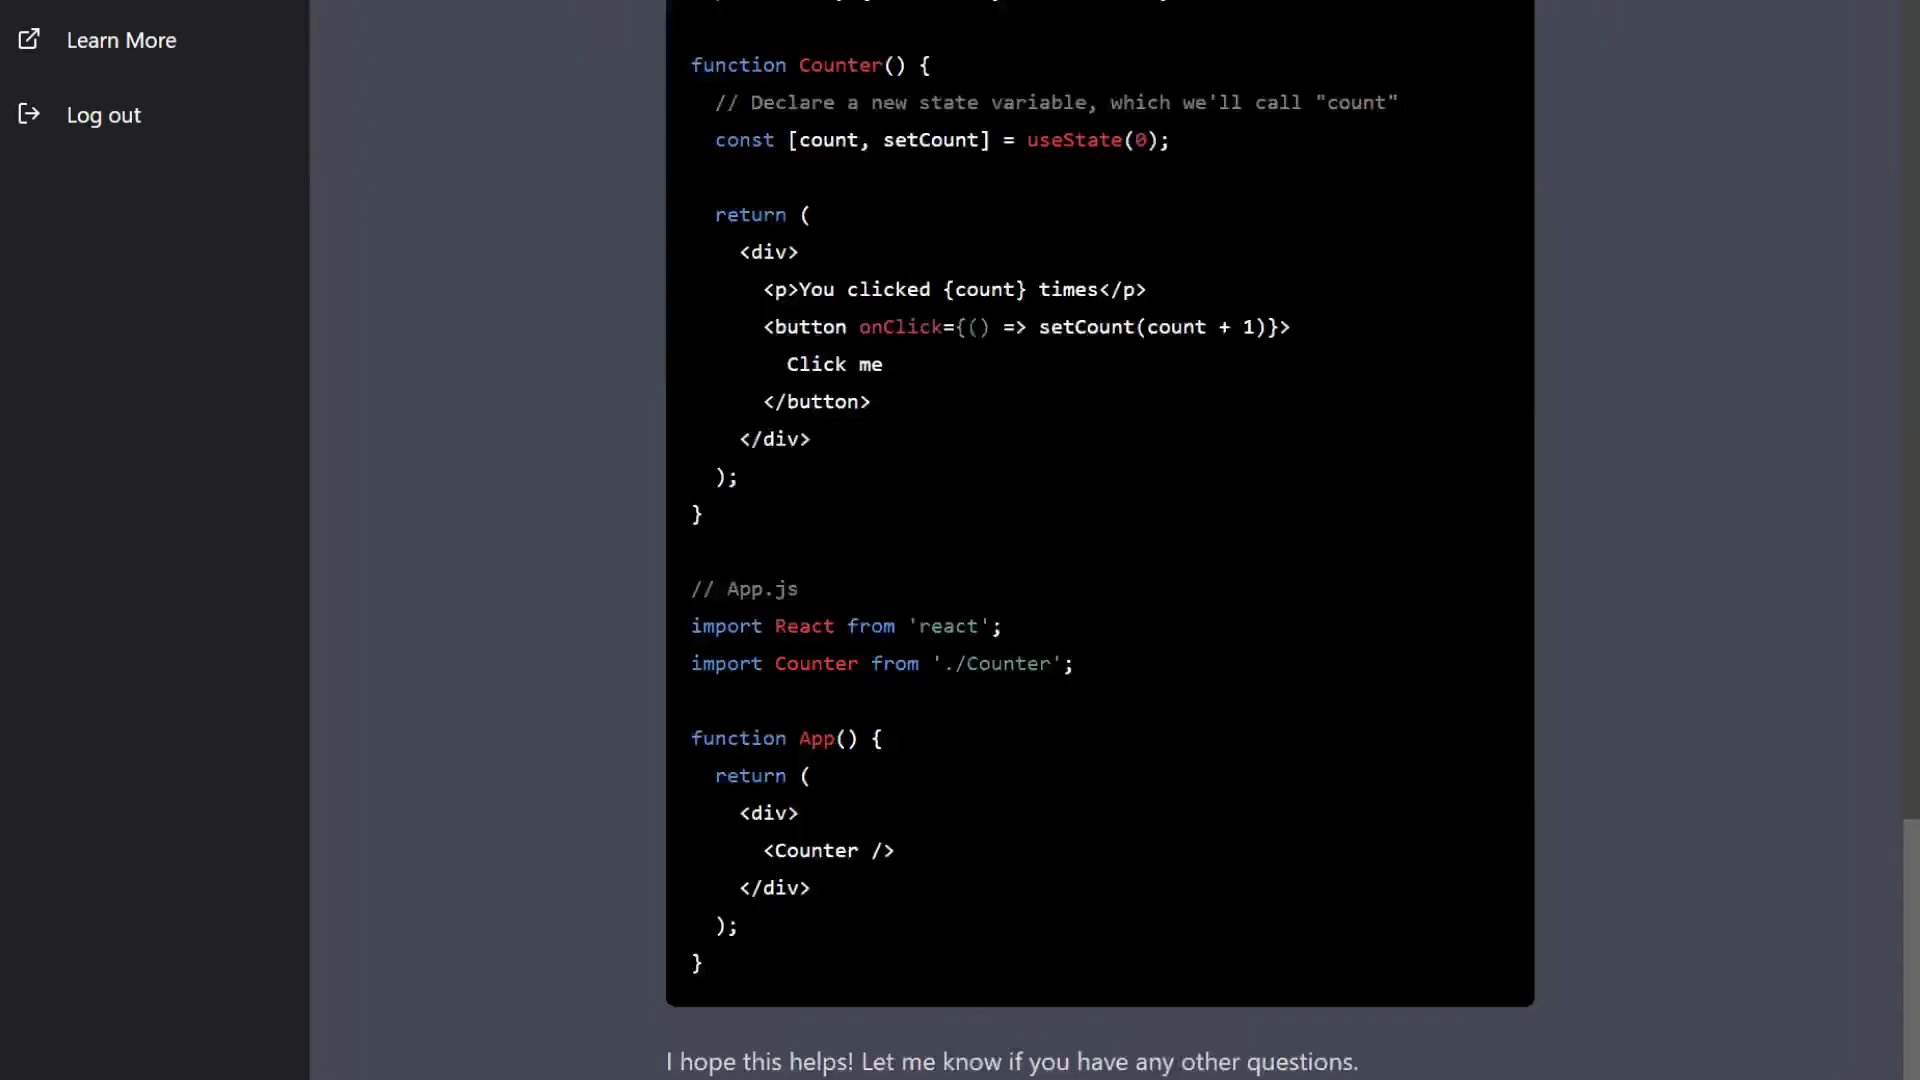 Learn More
Log out
function Counter() {
  // Declare a new state variable, which we'll call "count"
  const [count, setCount] = useState(0);
  return (
    <div>
      <p>You clicked {count} times</p>
      <button onClick={() => setCount(count + 1)}>
        Click me
      </button>
    </div>
  );
}
// App.js
import React from 'react';
import Counter from './Counter';
function App() {
  return (
    <div>
      <Counter />
    </div>
  );
}
I hope this helps! Let me know if you have any other questions.